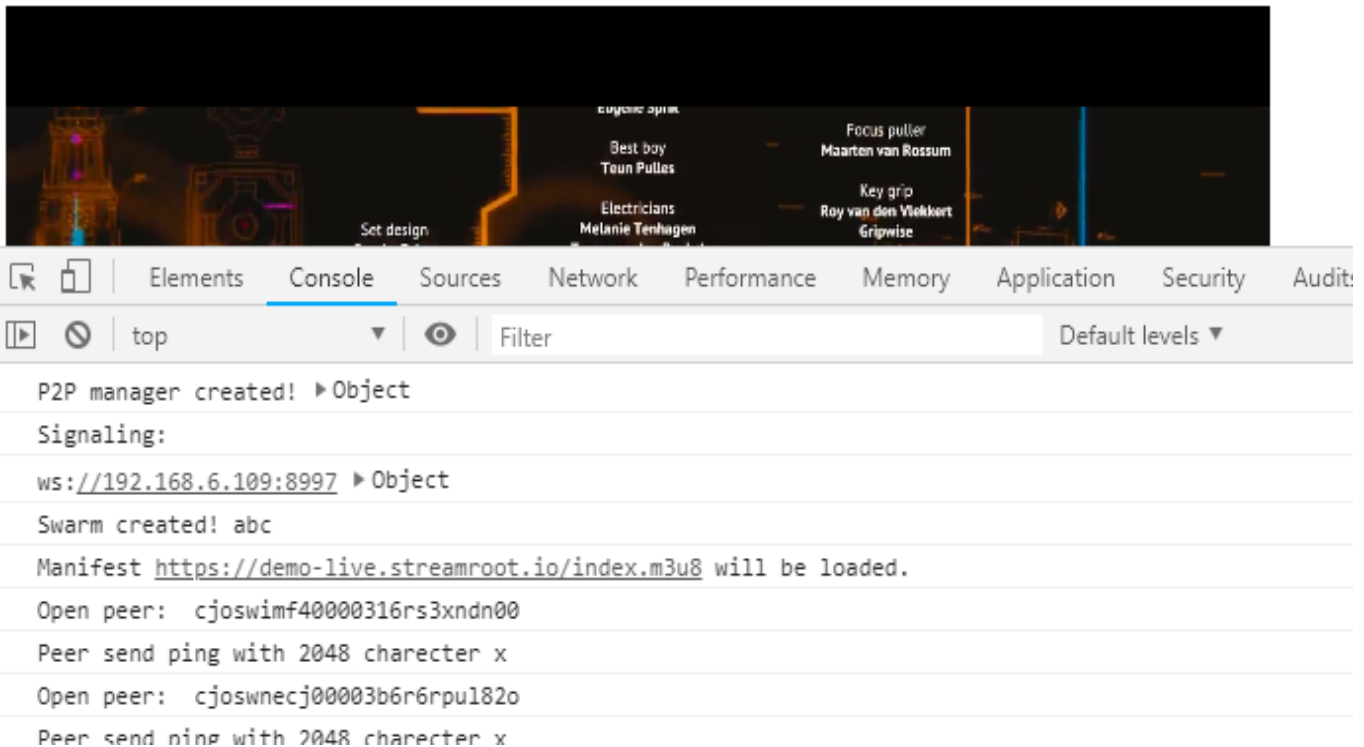 Eugenie Sprik
Best boy
Teun Pulles
Electricians
Melanie Tenhagen
Focus puller
Maarten van Rossum
Key grip
Roy van den Vlekkert
Gripwise
Set design
Elements Console Sources Network Performance Memory Application Security Audits
top ▼ Filter Default levels ▼
P2P manager created! ▶Object
Signaling:
ws://192.168.6.109:8997 ▶Object
Swarm created! abc
Manifest https://demo-live.streamroot.io/index.m3u8 will be loaded.
Open peer: cjoswimf40000316rs3xndn00
Peer send ping with 2048 charecter x
Open peer: cjoswnecj00003b6r6rpul82o
Peer send ping with 2048 charecter x